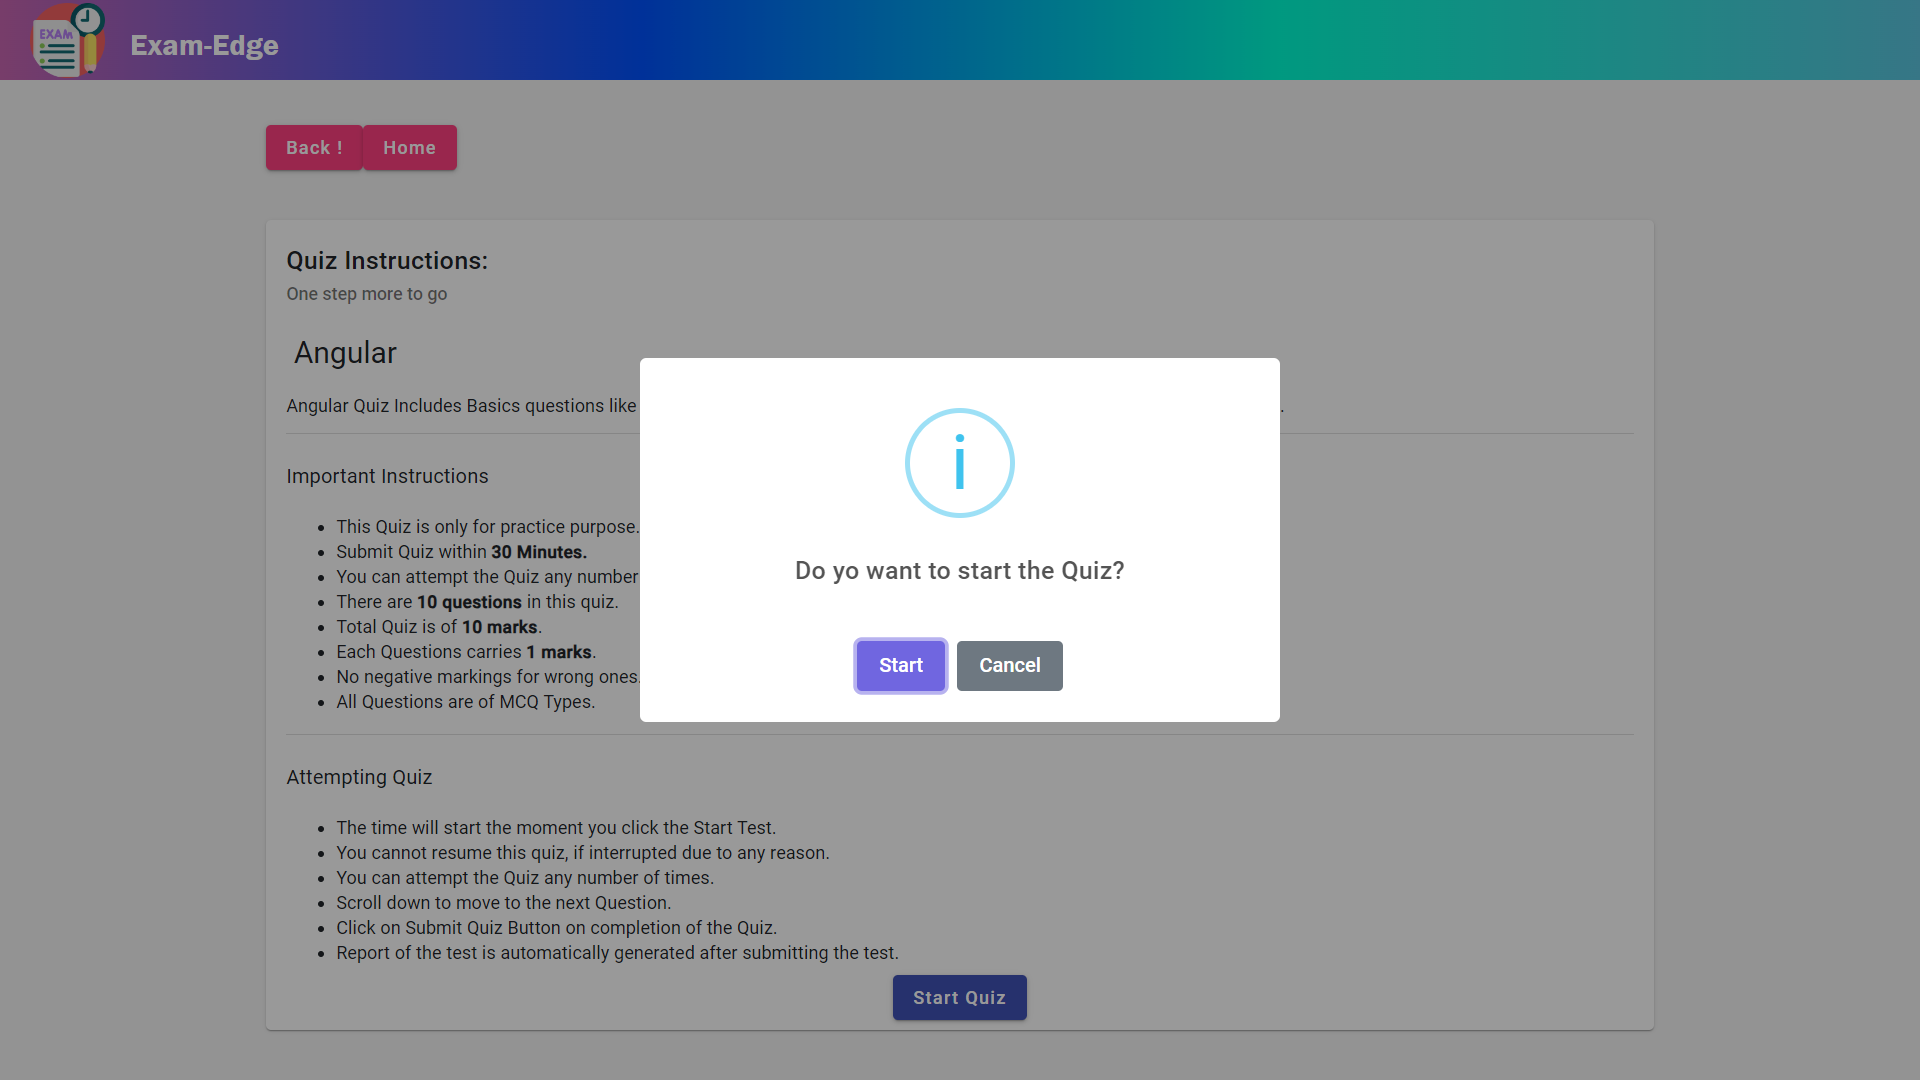 EXAM
Exam-Edge
Back !
Home
Quiz Instructions:
One step more to go
Angular
Angular Quiz Includes Basics questions like
.
Important Instructions
This Quiz is only for practice purpose.
Submit Quiz within 30 Minutes.
You can attempt the Quiz any number
There are 10 questions in this quiz.
Total Quiz is of 10 marks.
Each Questions carries 1 marks.
No negative markings for wrong ones.
All Questions are of MCQ Types.
Do yo want to start the Quiz?
Start
Cancel
Attempting Quiz
The time will start the moment you click the Start Test.
You cannot resume this quiz, if interrupted due to any reason.
You can attempt the Quiz any number of times.
Scroll down to move to the next Question.
Click on Submit Quiz Button on completion of the Quiz.
Report of the test is automatically generated after submitting the test.
Start Quiz